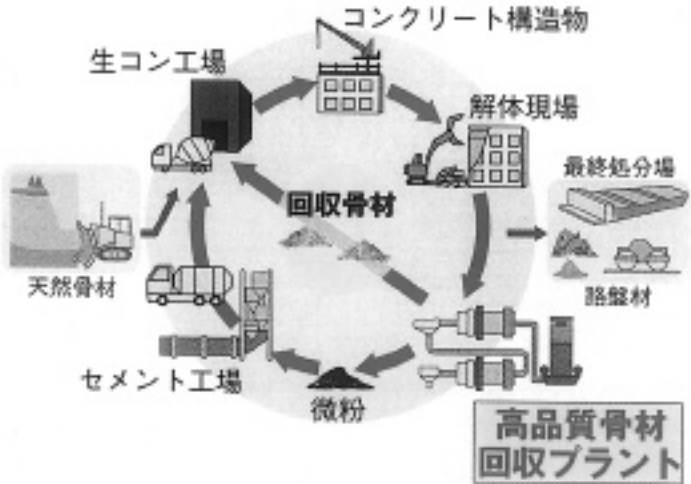 コンクリート構造物
生コン工場
解体現場
最終処分場
回収骨材
天然骨材
路盤材
セメント工場
微粉
高品質骨材
回収プラント